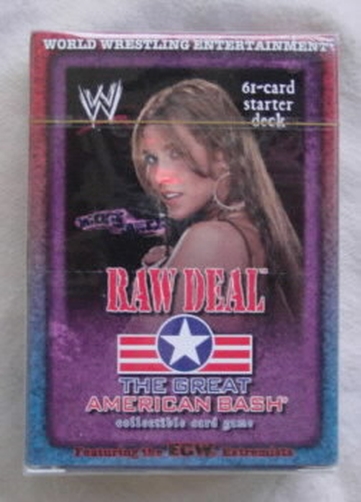 WORLD WRESTLING ENTERTAINMENT
W
61-card
starter
deck
RAW DEAL™
THE GREAT
AMERICAN BASH®
collectible card game
Featuring the ECW Extremists